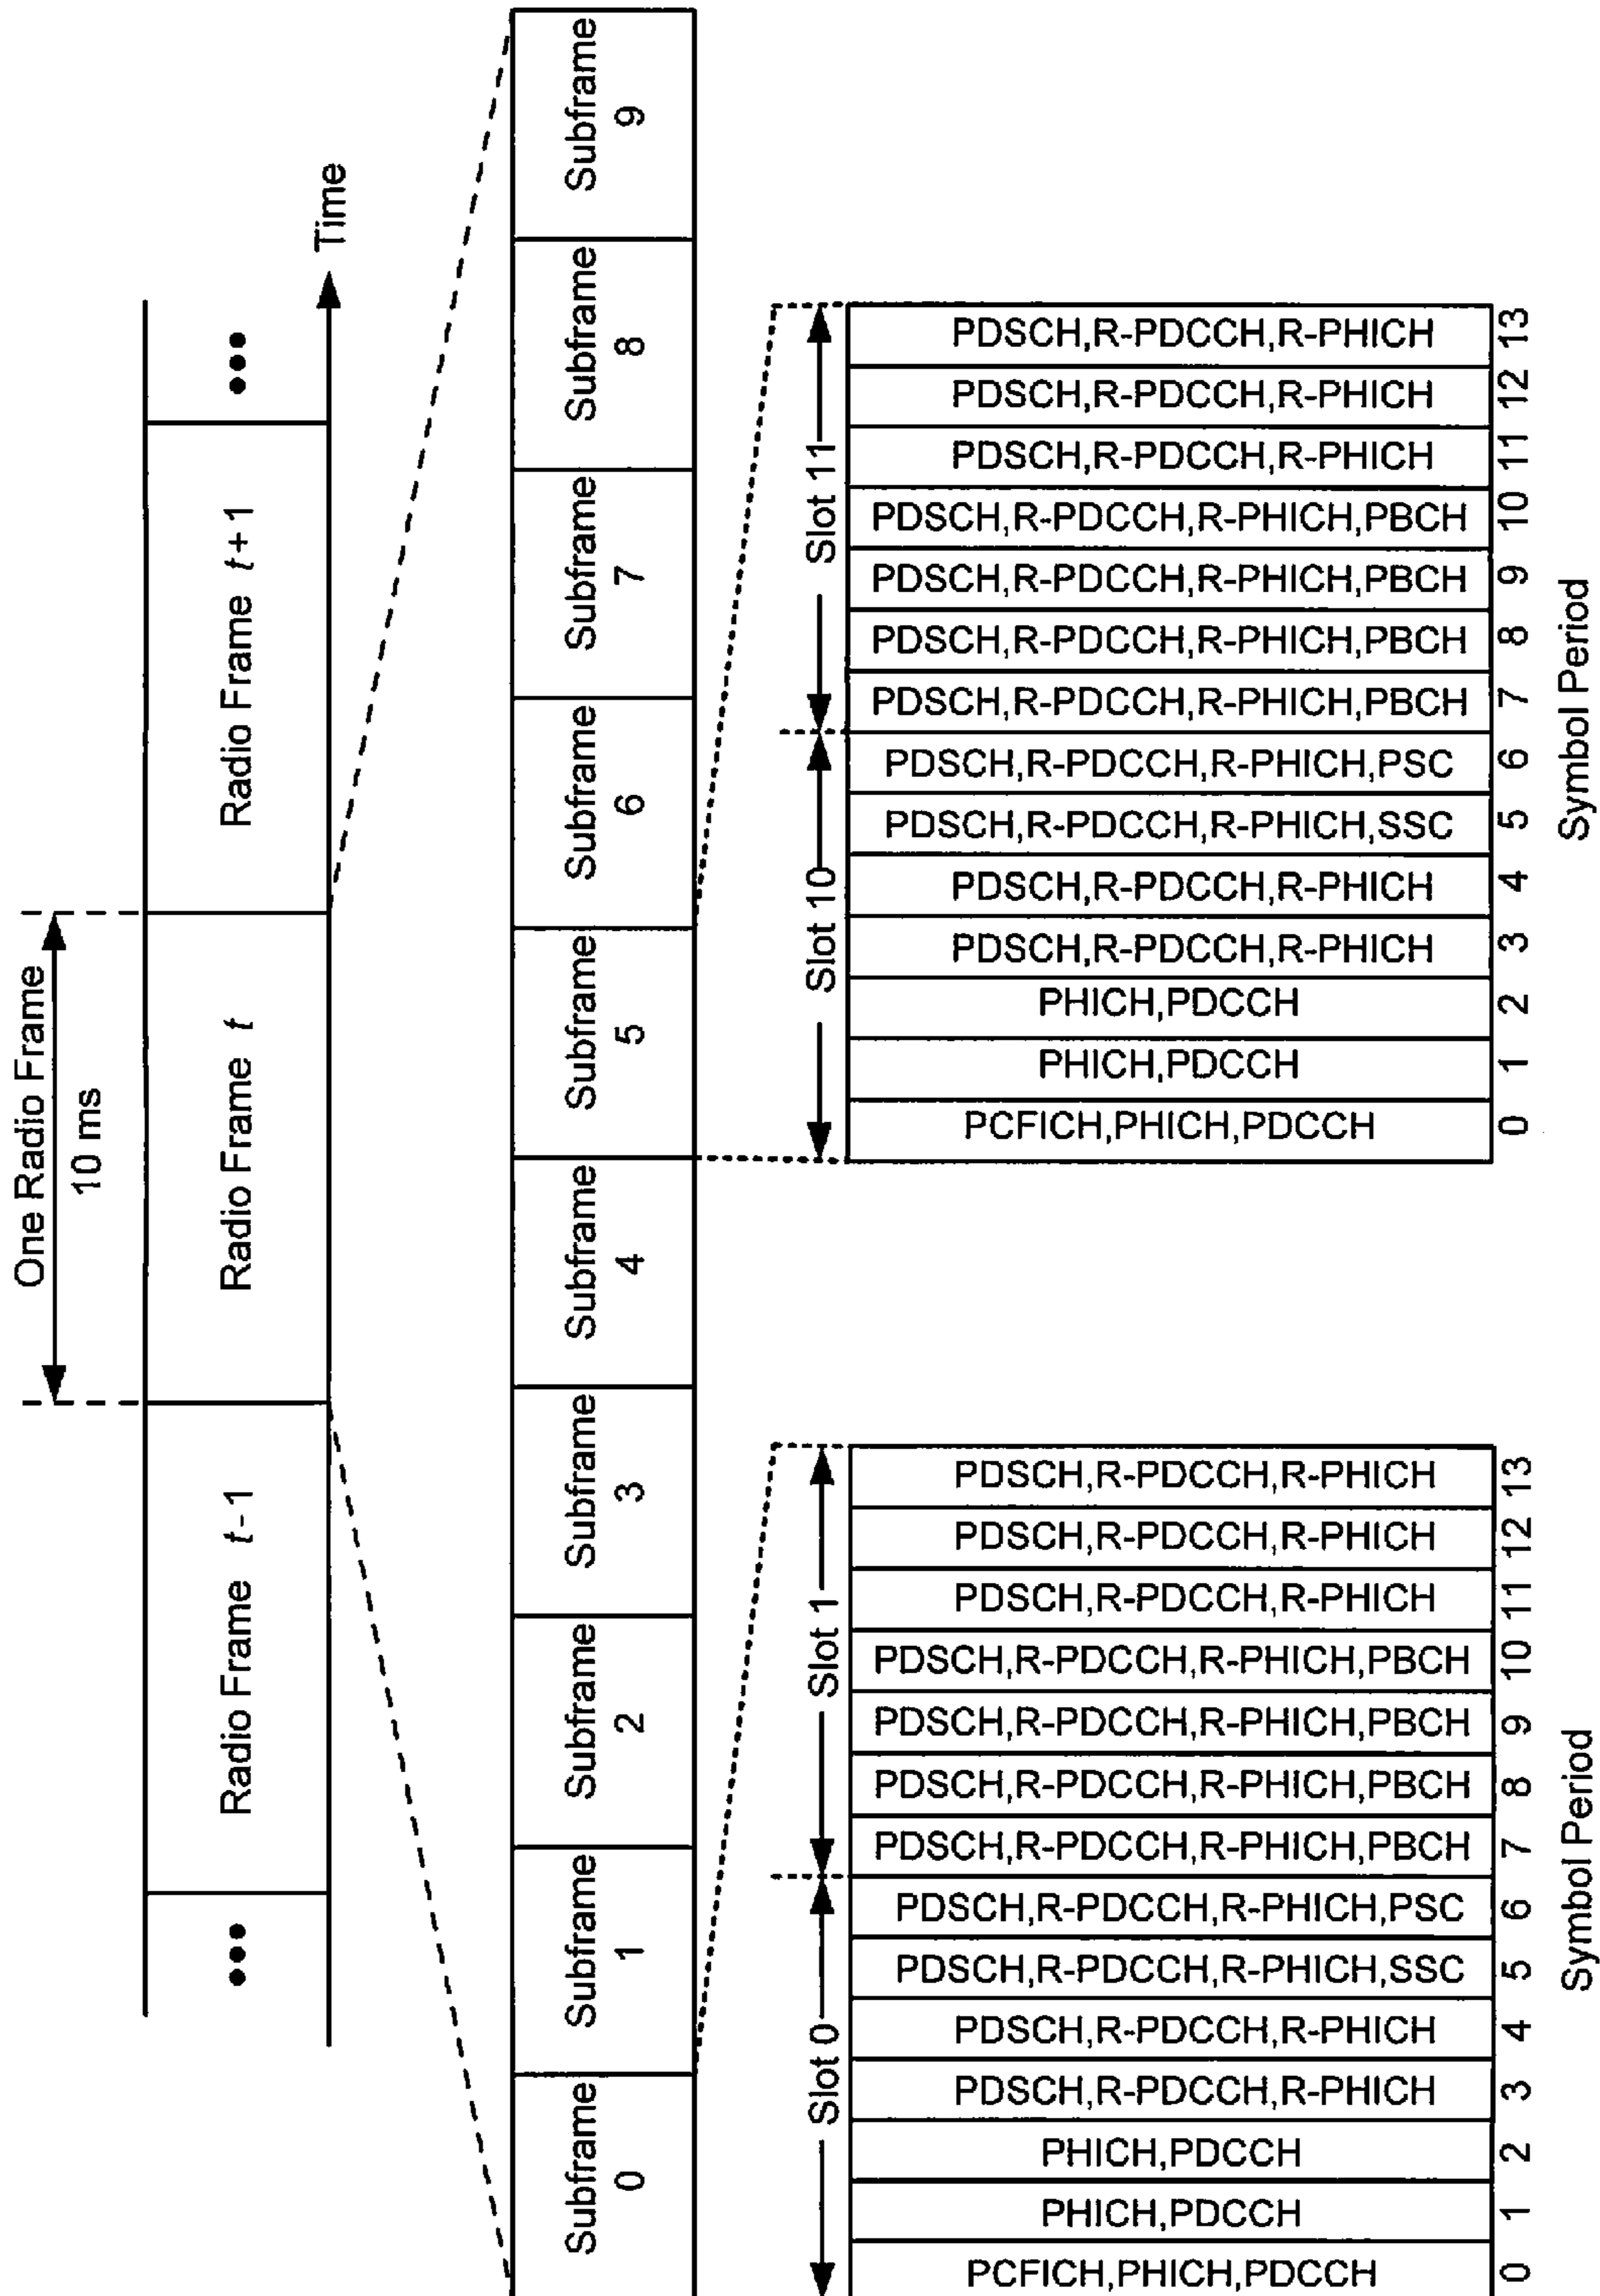 One Radio Frame
10 ms
•••
Radio Frame t-1
Radio Frame t
Radio Frame t+1
•••
Time
Subframe
0
Subframe
1
Subframe
2
Subframe
3
Subframe
4
Subframe
5
Subframe
6
Subframe
7
Subframe
8
Subframe
9
Slot 0
Slot 1
PCFICH,PHICH,PDCCH
PHICH,PDCCH
PHICH,PDCCH
PDSCH,R-PDCCH,R-PHICH
PDSCH,R-PDCCH,R-PHICH
PDSCH,R-PDCCH,R-PHICH,SSC
PDSCH,R-PDCCH,R-PHICH,PSC
PDSCH,R-PDCCH,R-PHICH,PBCH
PDSCH,R-PDCCH,R-PHICH,PBCH
PDSCH,R-PDCCH,R-PHICH,PBCH
PDSCH,R-PDCCH,R-PHICH,PBCH
PDSCH,R-PDCCH,R-PHICH
PDSCH,R-PDCCH,R-PHICH
PDSCH,R-PDCCH,R-PHICH
0 1 2 3 4 5 6 7 8 9 10 11 12 13
Symbol Period
Slot 10
Slot 11
PCFICH,PHICH,PDCCH
PHICH,PDCCH
PHICH,PDCCH
PDSCH,R-PDCCH,R-PHICH
PDSCH,R-PDCCH,R-PHICH
PDSCH,R-PDCCH,R-PHICH,SSC
PDSCH,R-PDCCH,R-PHICH,PSC
PDSCH,R-PDCCH,R-PHICH,PBCH
PDSCH,R-PDCCH,R-PHICH,PBCH
PDSCH,R-PDCCH,R-PHICH,PBCH
PDSCH,R-PDCCH,R-PHICH,PBCH
PDSCH,R-PDCCH,R-PHICH
PDSCH,R-PDCCH,R-PHICH
PDSCH,R-PDCCH,R-PHICH
0 1 2 3 4 5 6 7 8 9 10 11 12 13
Symbol Period